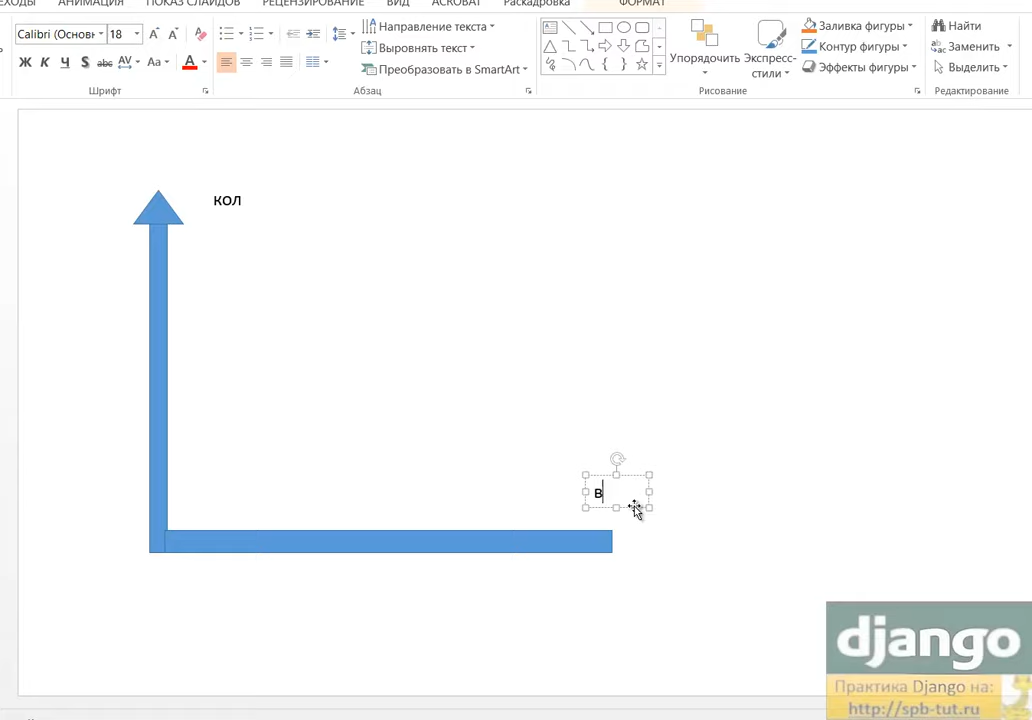 ЕХОДЫ АНИМАЦИЯ ПОКАЗ СЛАЙДОВ РЕЦЕНЗИРОВАНИЕ ВИД ACROBAT Раскадровка ФОРМАТ
Calibri (Основн 18
Ж К Ч S abc AV Aa А
Направление текста
Выровнять текст
Преобразовать в SmartArt
Упорядочить
Экспресс-
стили
Заливка фигуры
Контур фигуры
Эффекты фигуры
Найти
Заменить
Выделить
Шрифт Абзац Рисование Редактирование
КОЛ
В
django
Практика Django на:
http://spb-tut.ru